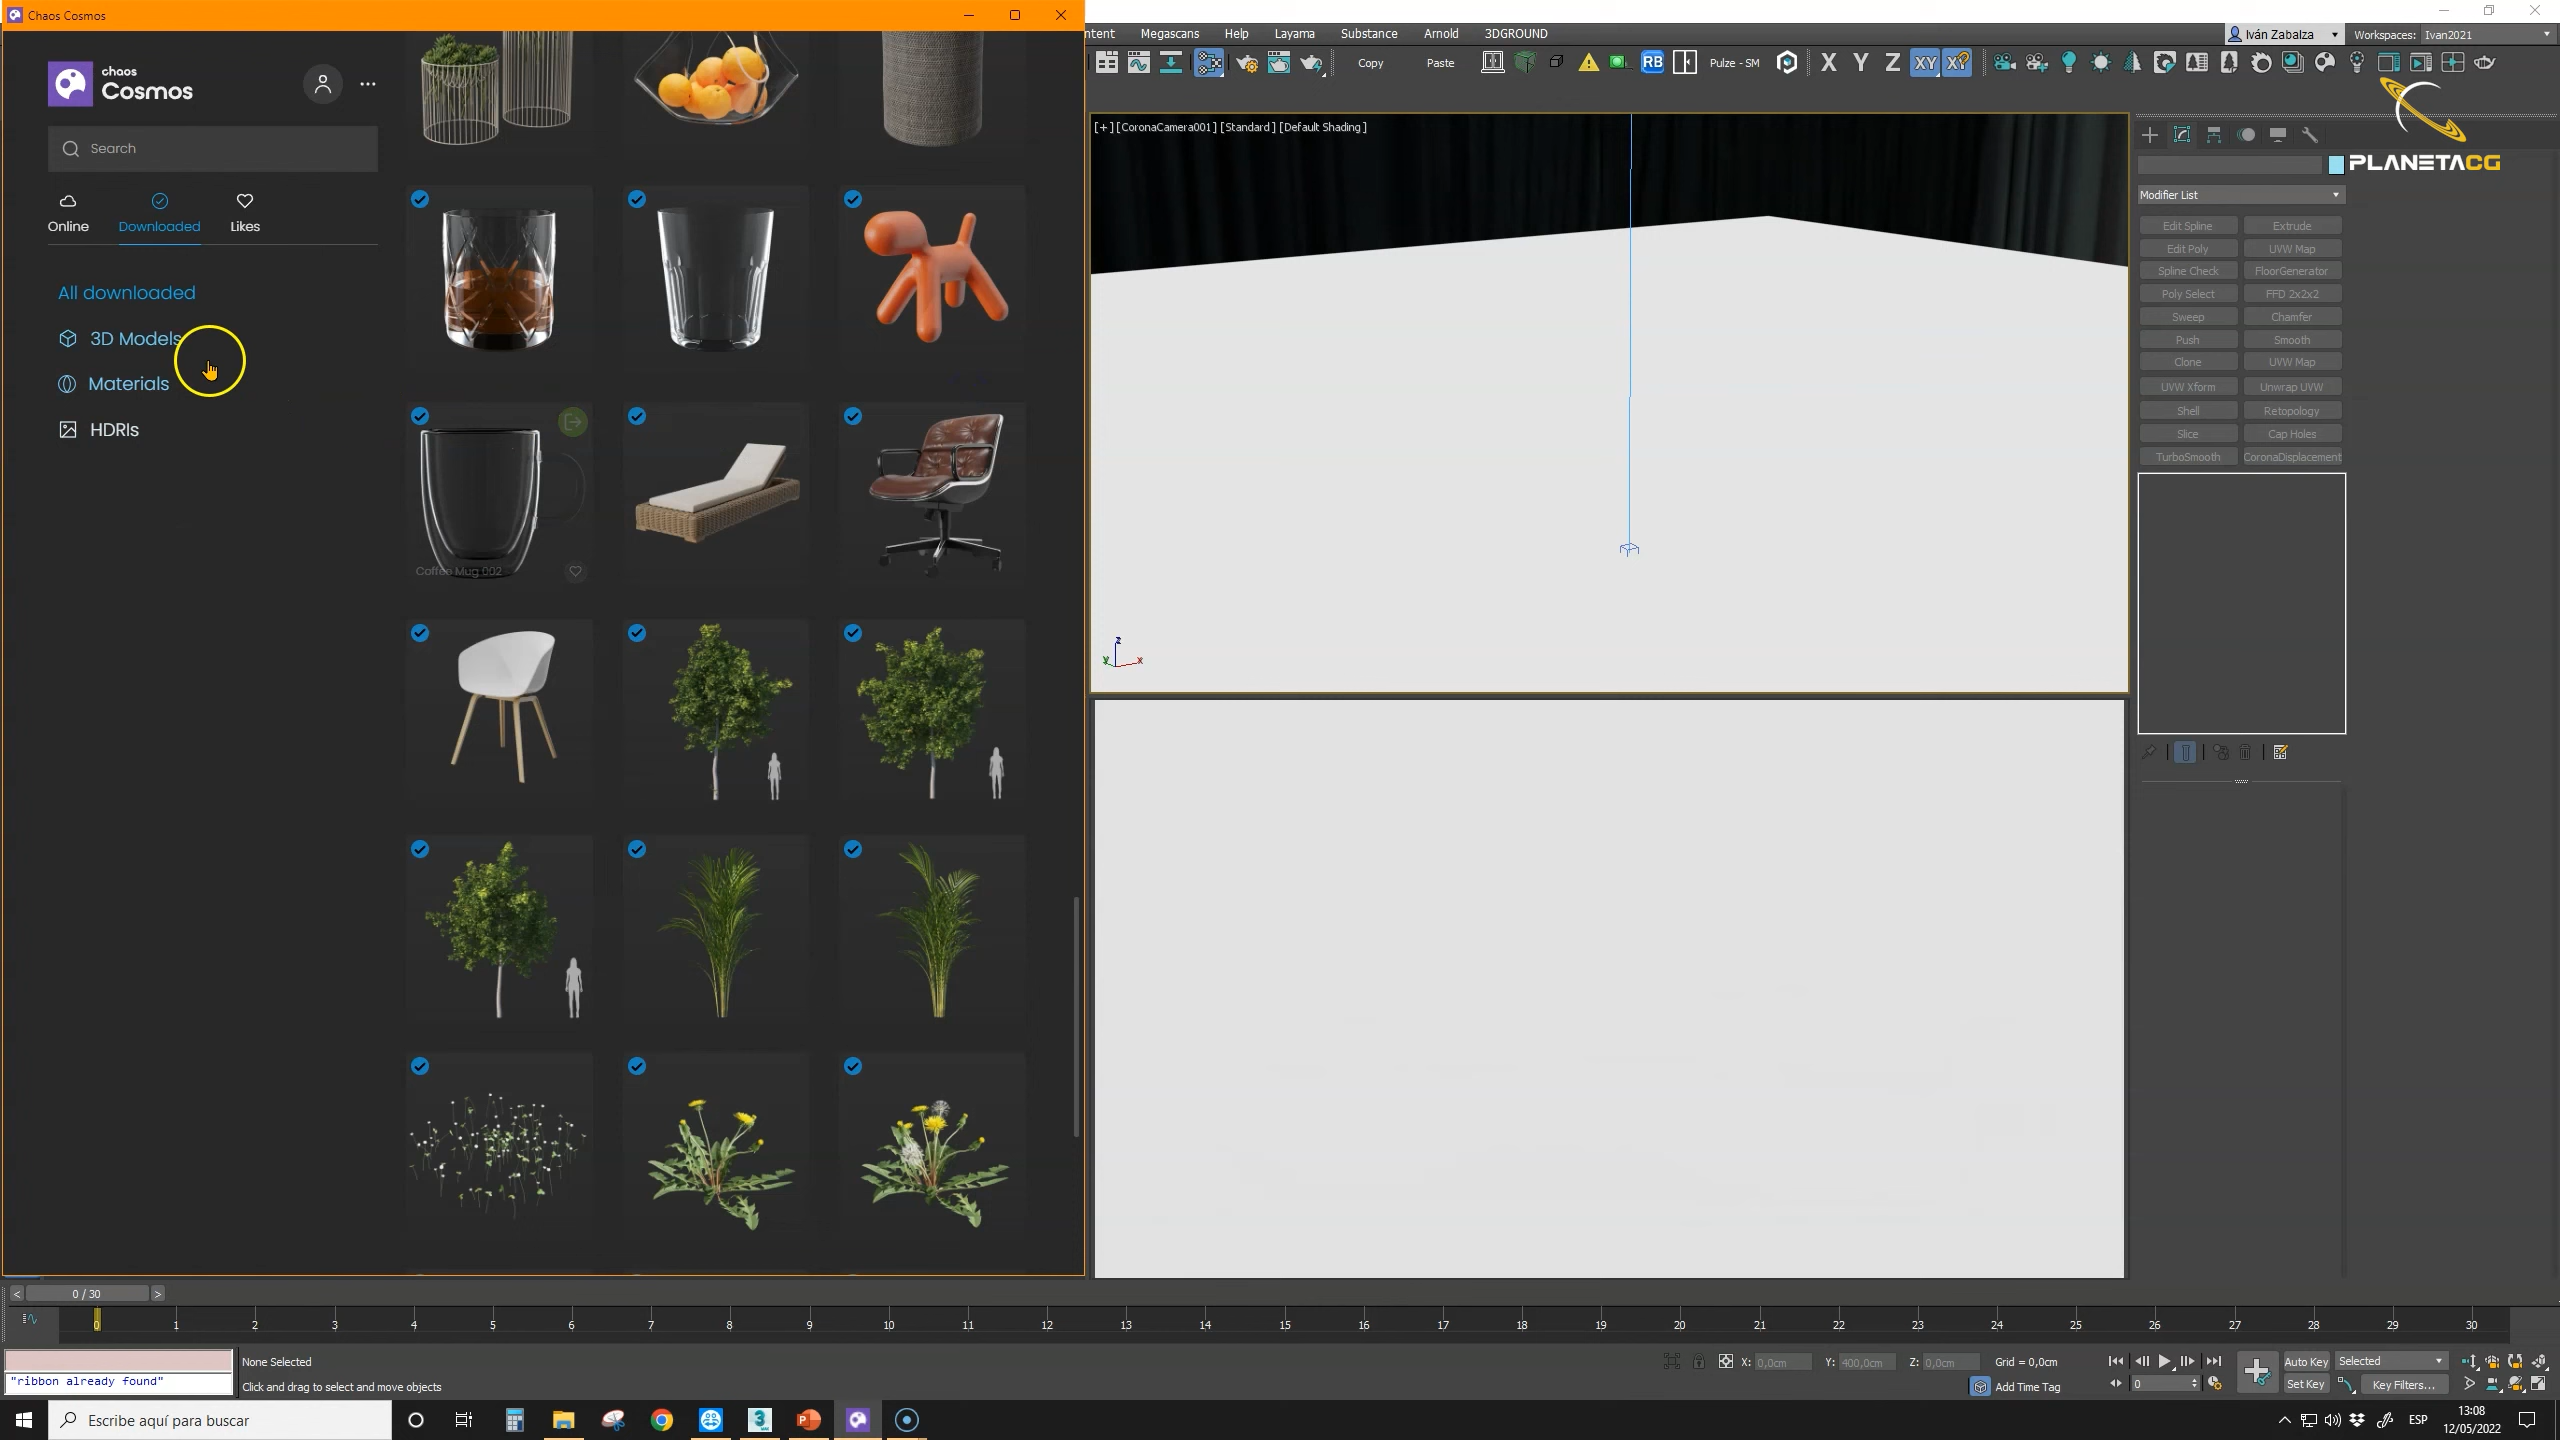 Chaos Cosmos
chaos
Cosmos
Search
Online
Downloaded
Likes
All downloaded
3D Models
Materials
HDRIs
Coffee Mug 002
Megascans
Help
Layama
Substance
Arnold
3DGROUND
Iván Zabalza
Workspaces: Ivan2021
Copy
Paste
RB
Pulze - SM
X
Y
Z
XY
[+] [CoronaCamera001] [Standard] [Default Shading]
z
y
x
PLANETACG
Modifier List
Edit Spline
Extrude
Edit Poly
UVW Map
Spline Check
FloorGenerator
Poly Select
FFD 2x2x2
Sweep
Chamfer
Push
Smooth
Clone
UVW Map
UVW Xform
Unwrap UVW
Shell
Retopology
Slice
Cap Holes
TurboSmooth
CoronaDisplacement
< 0 / 30 >
0 1 2 3 4 5 6 7 8 9 10 11 12 13 14 15 16 17 18 19 20 21 22 23 24 25 26 27 28 29 30
"ribbon already found"
None Selected
Click and drag to select and move objects
X: 0,0cm
Y: 400,0cm
Z: 0,0cm
Grid = 0,0cm
Add Time Tag
0
Auto Key
Selected
Set Key
Key Filters...
Escribe aquí para buscar
ESP
13:08
12/05/2022